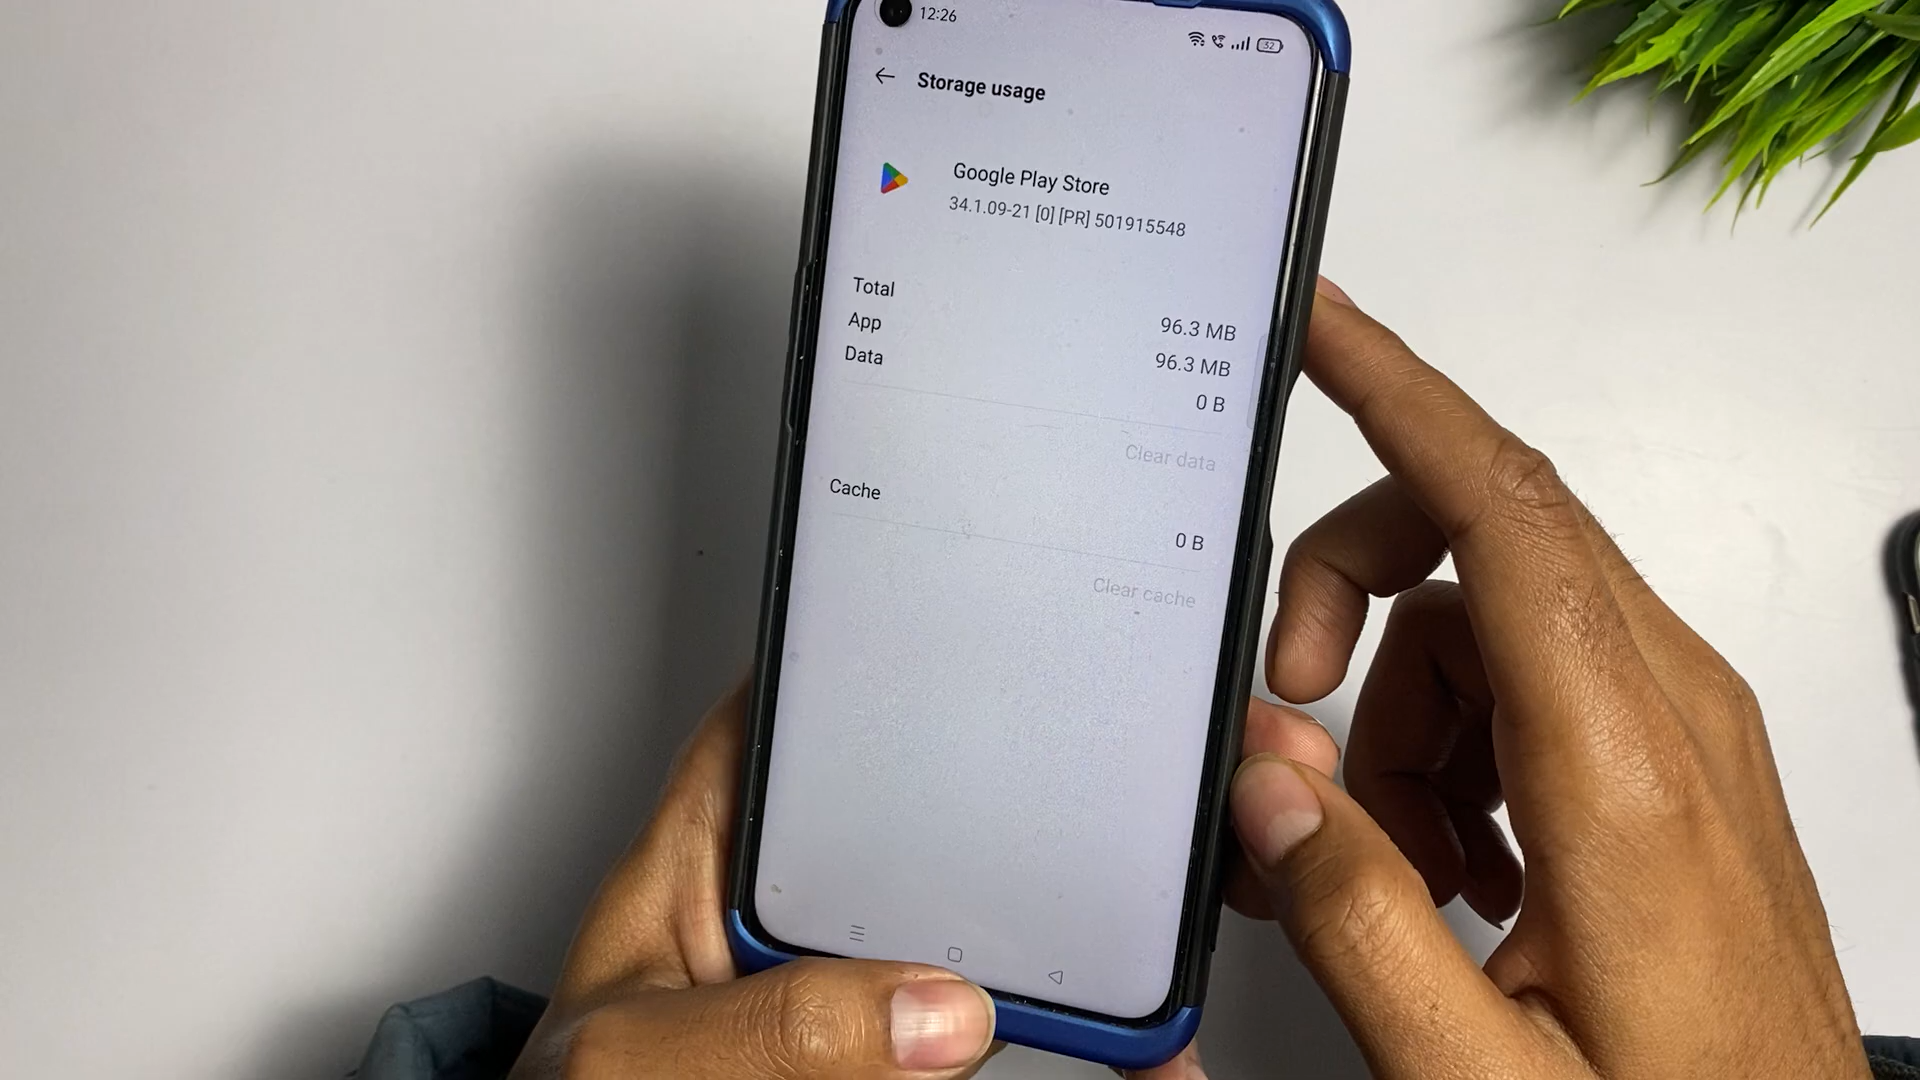 12:26
32
Storage usage
Google Play Store
34.1.09-21 [0] [PR] 501915548
Total
96.3 MB
App
96.3 MB
Data
0 B
Clear data
Cache
0 B
Clear cache